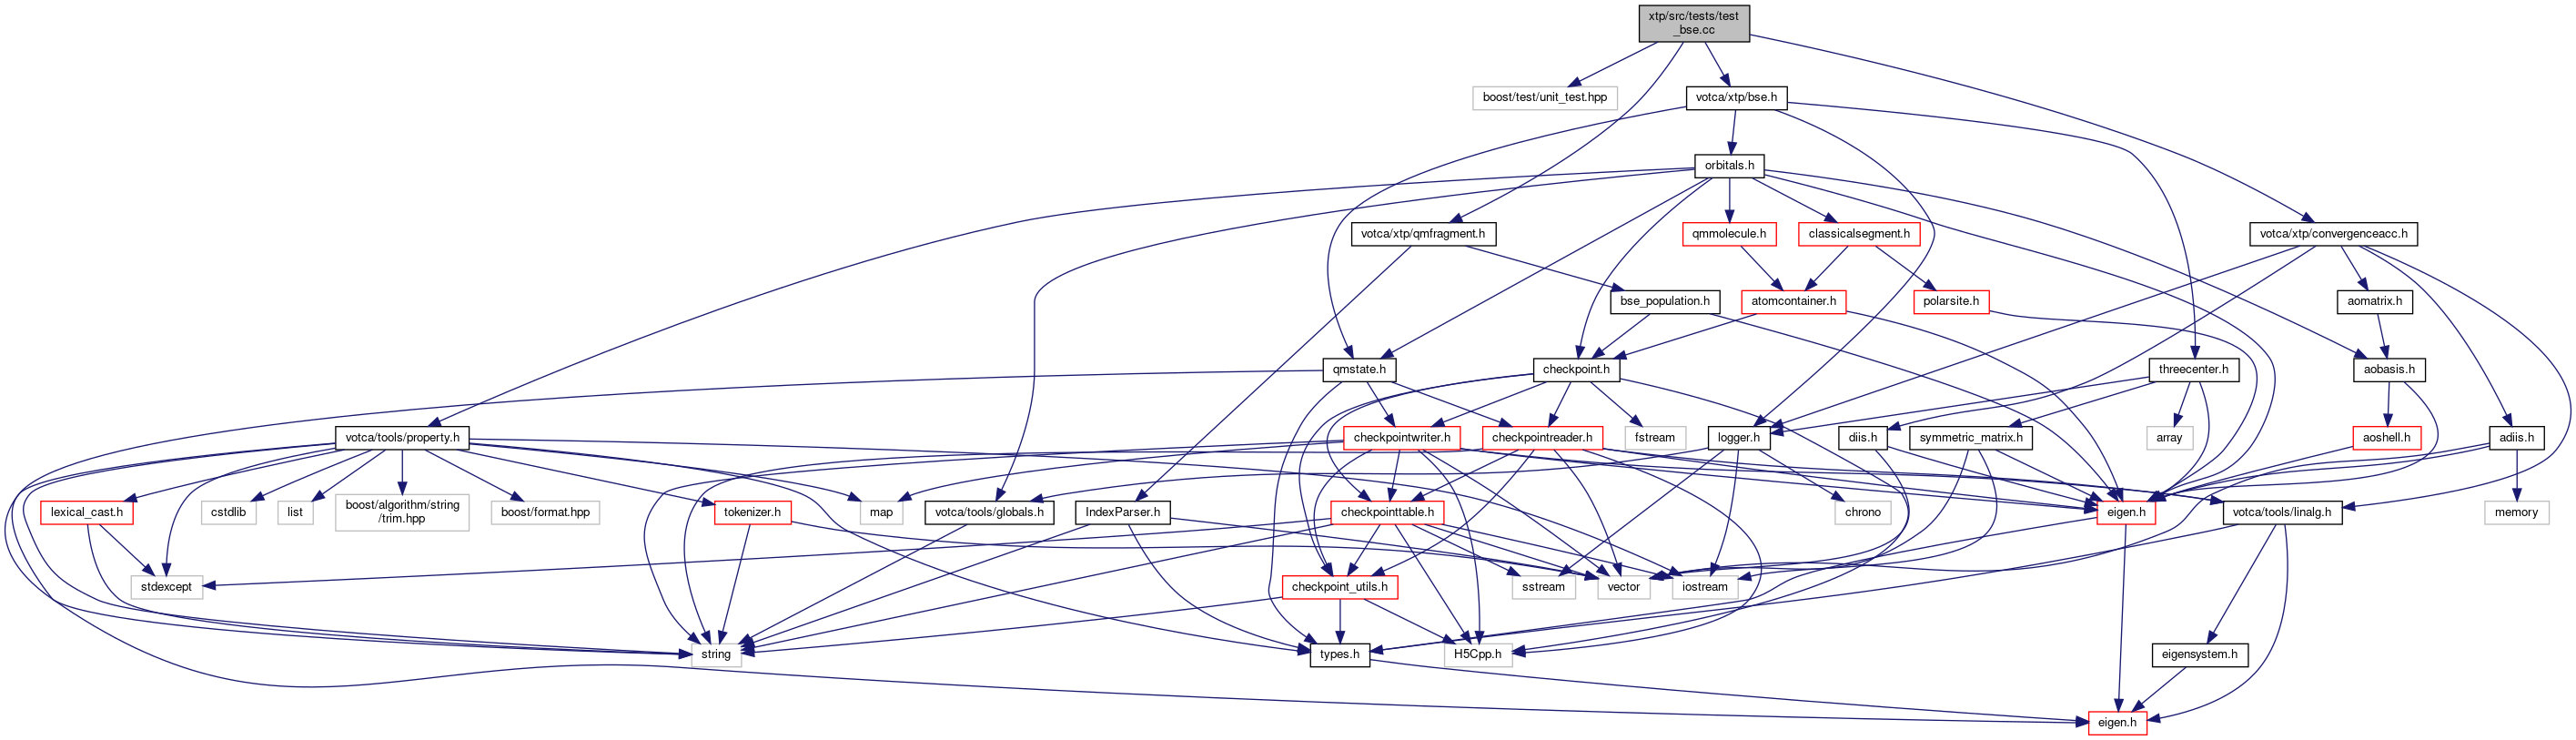 xtp/src/tests/test
_bse.cc
boost/test/unit_test.hpp
votca/xtp/bse.h
orbitals.h
votca/xtp/qmfragment.h
qmmolecule.h
classicalsegment.h
votca/xtp/convergenceacc.h
bse_population.h
atomcontainer.h
polarsite.h
aomatrix.h
qmstate.h
checkpoint.h
threecenter.h
aobasis.h
votca/tools/property.h
checkpointwriter.h
checkpointreader.h
fstream
logger.h
diis.h
symmetric_matrix.h
array
aoshell.h
adiis.h
lexical_cast.h
cstdlib
list
boost/algorithm/string
/trim.hpp
boost/format.hpp
tokenizer.h
map
votca/tools/globals.h
IndexParser.h
checkpointtable.h
chrono
eigen.h
votca/tools/linalg.h
memory
stdexcept
checkpoint_utils.h
sstream
vector
iostream
string
types.h
H5Cpp.h
eigensystem.h
eigen.h